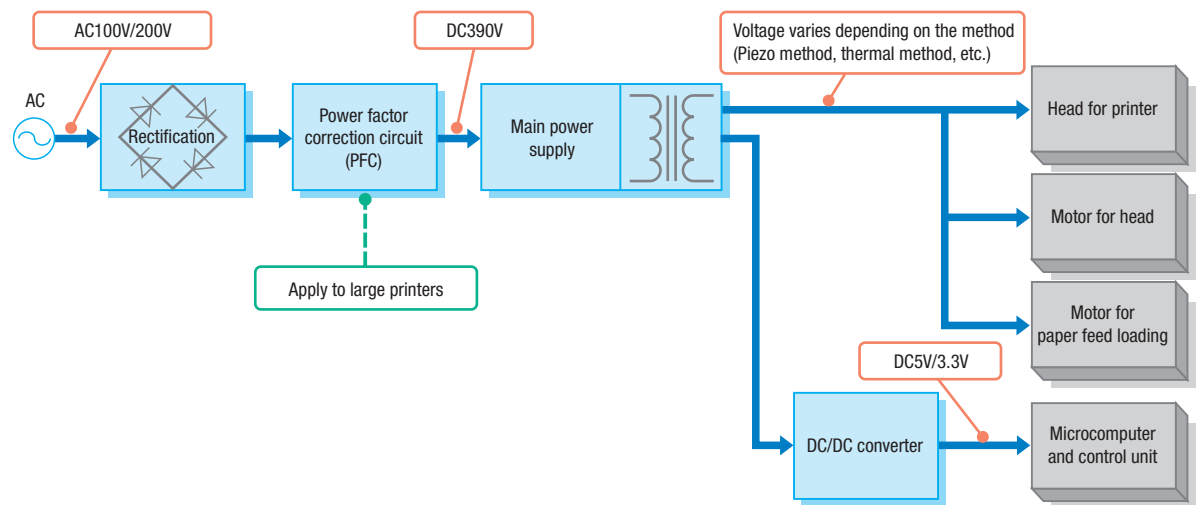 AC100V/200V
DC390V
Voltage varies depending on the method
(Piezo method, thermal method, etc.)
AC
Rectification
Power factor
correction circuit
(PFC)
Main power
supply
Head for printer
Motor for head
Apply to large printers
Motor for
paper feed loading
DC5V/3.3V
DC/DC converter
Microcomputer
and control unit